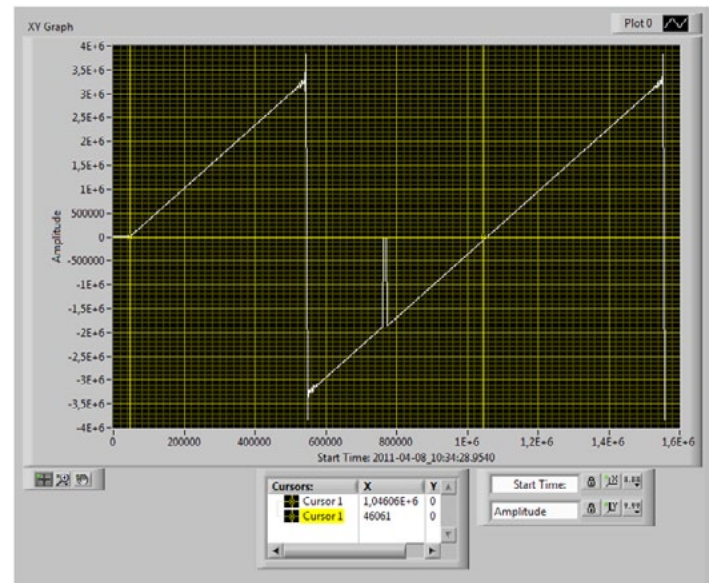 XY Graph
Plot 0
4E+6
3,5E+6
3E+6
2,5E+6
2E+6
1,5E+6
1E+6
500000
0
-500000
-1E+6
-1,5E+6
-2E+6
-2,5E+6
-3E+6
-3,5E+6
-4E+6
Amplitude
0 200000 400000 600000 800000 1E+6 1,2E+6 1,4E+6 1,6E+6
Start Time: 2011-04-08_10:34:28.9540
Cursors: X Y
Cursor 1 1,04606E+6 0
Cursor 1 46061 0
Start Time:
Amplitude